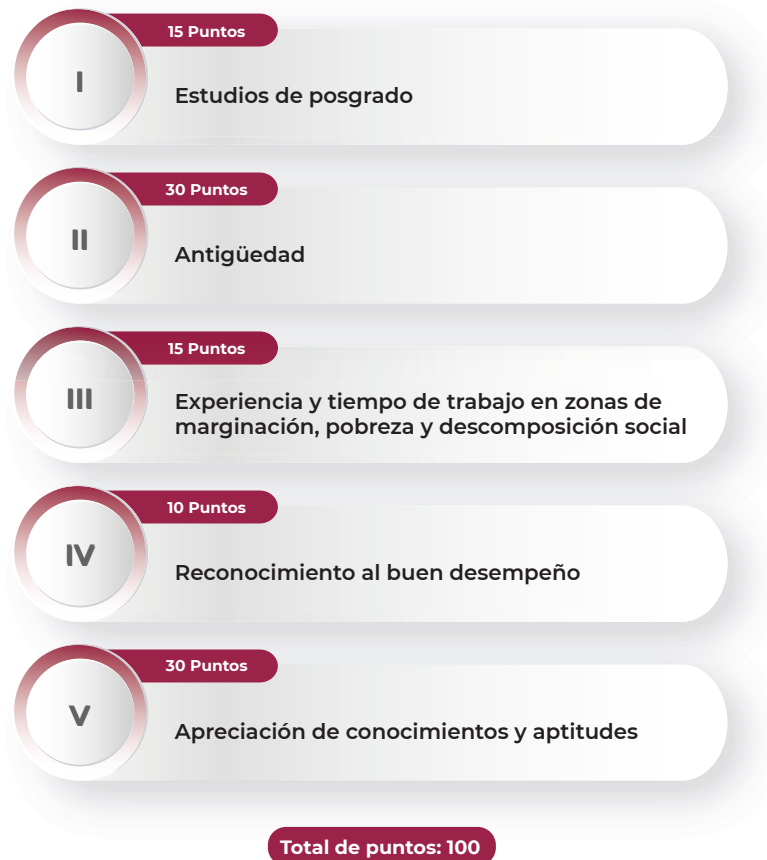 15 Puntos
I
Estudios de posgrado
30 Puntos
II
Antigüedad
15 Puntos
III
Experiencia y tiempo de trabajo en zonas de
marginación, pobreza y descomposición social
10 Puntos
IV
Reconocimiento al buen desempeño
30 Puntos
V
Apreciación de conocimientos y aptitudes
Total de puntos: 100